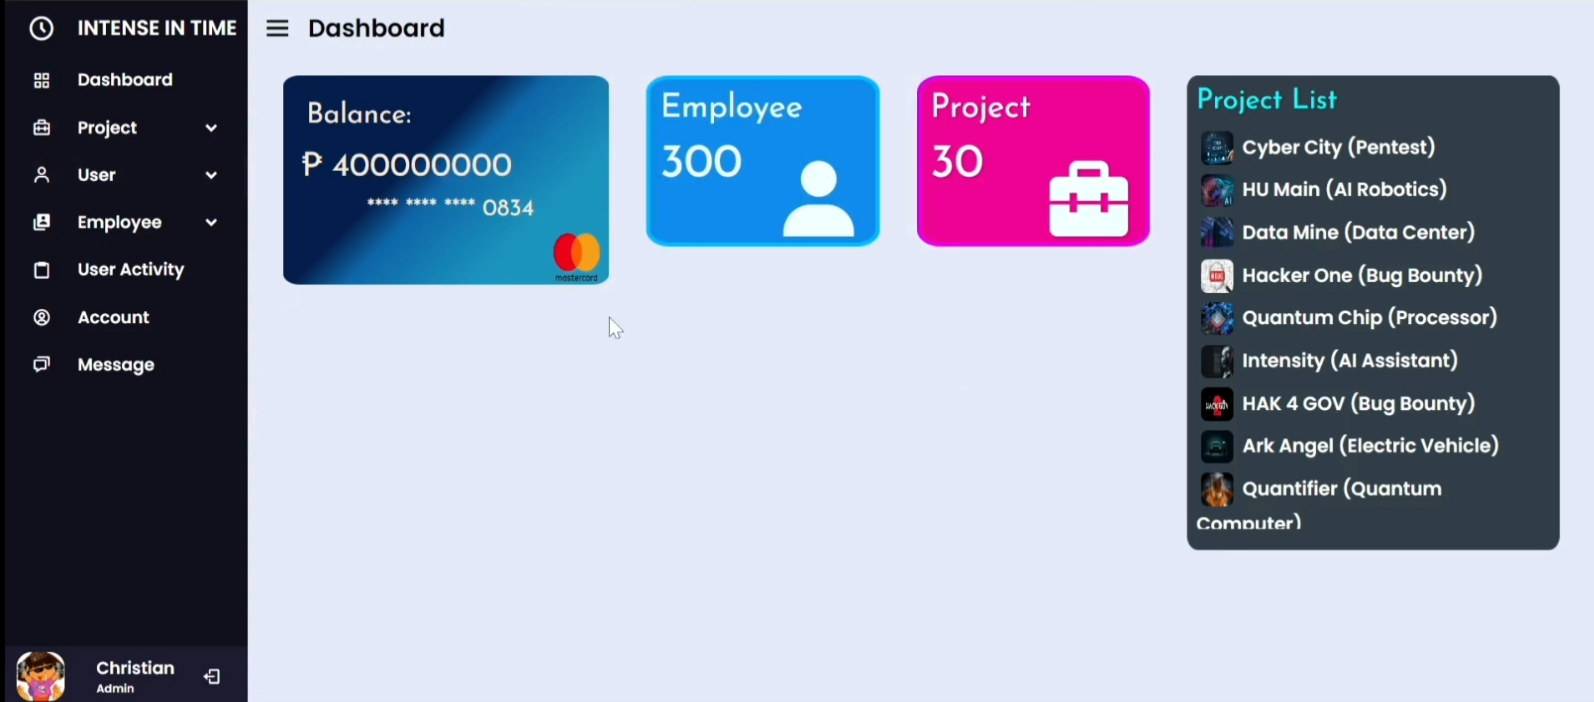 INTENSE IN TIME
Dashboard
Project
User
Employee
User Activity
Account
Message
Christian
Admin
Dashboard
Balance:
₱ 400000000
**** **** **** 0834
mastercard
Employee
300
Project
30
Project List
Cyber City (Pentest)
HU Main (AI Robotics)
AI
Data Mine (Data Center)
Hacker One (Bug Bounty)
Quantum Chip (Processor)
Intensity (AI Assistant)
HAK 4 GOV (Bug Bounty)
Ark Angel (Electric Vehicle)
Quantifier (Quantum
Computer)